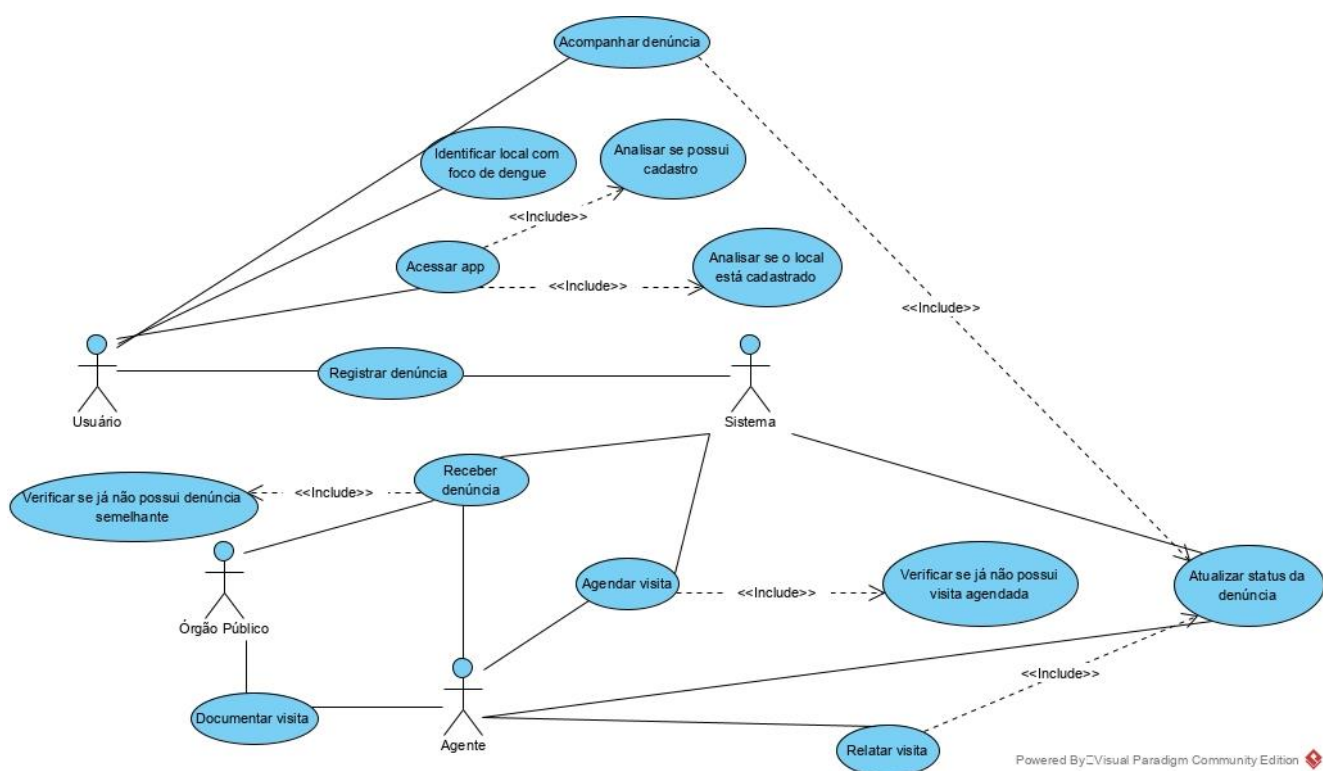 Acompanhar denúncia
Identificar local com
foco de dengue
Analisar se possui
cadastro
<<Include>>
Acessar app
Analisar se o local
está cadastrado
<<Include>>
<<Include>>
Registrar denúncia
Usuário
Sistema
Receber
denúncia
Verificar se já não possui denúncia
semelhante
<<Include>>
Agendar visita
<<Include>>
Verificar se já não possui
visita agendada
Atualizar status da
denúncia
Órgão Público
<<Include>>
Documentar visita
Agente
Relatar visita
Powered By Visual Paradigm Community Edition